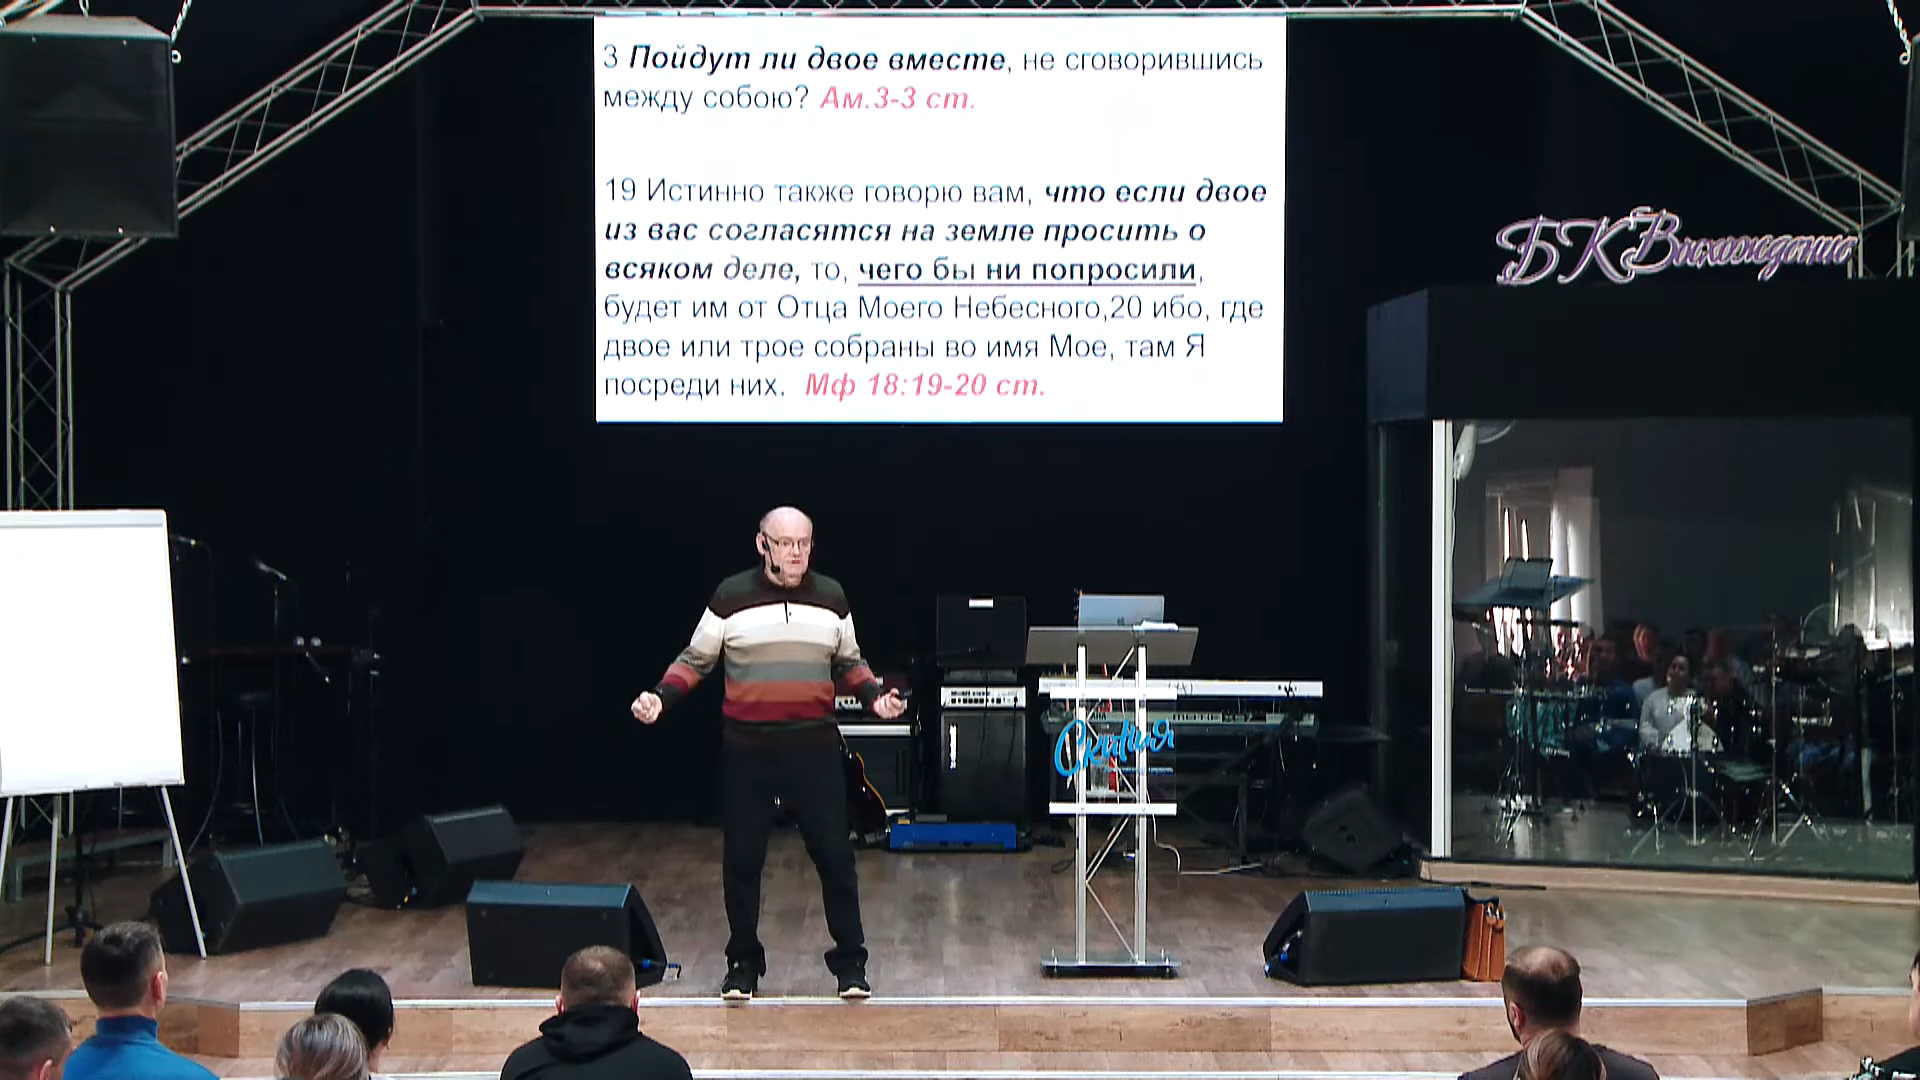 3 Пойдут ли двое вместе, не сговорившись
между собою? Ам.3-3 ст.
19 Истинно также говорю вам, что если двое
из вас согласятся на земле просить о
всяком деле, то, чего бы ни попросили,
будет им от Отца Моего Небесного,20 ибо, где
двое или трое собраны во имя Мое, там Я
посреди них. Мф 18:19-20 ст.
БК Восхождение
Скиния